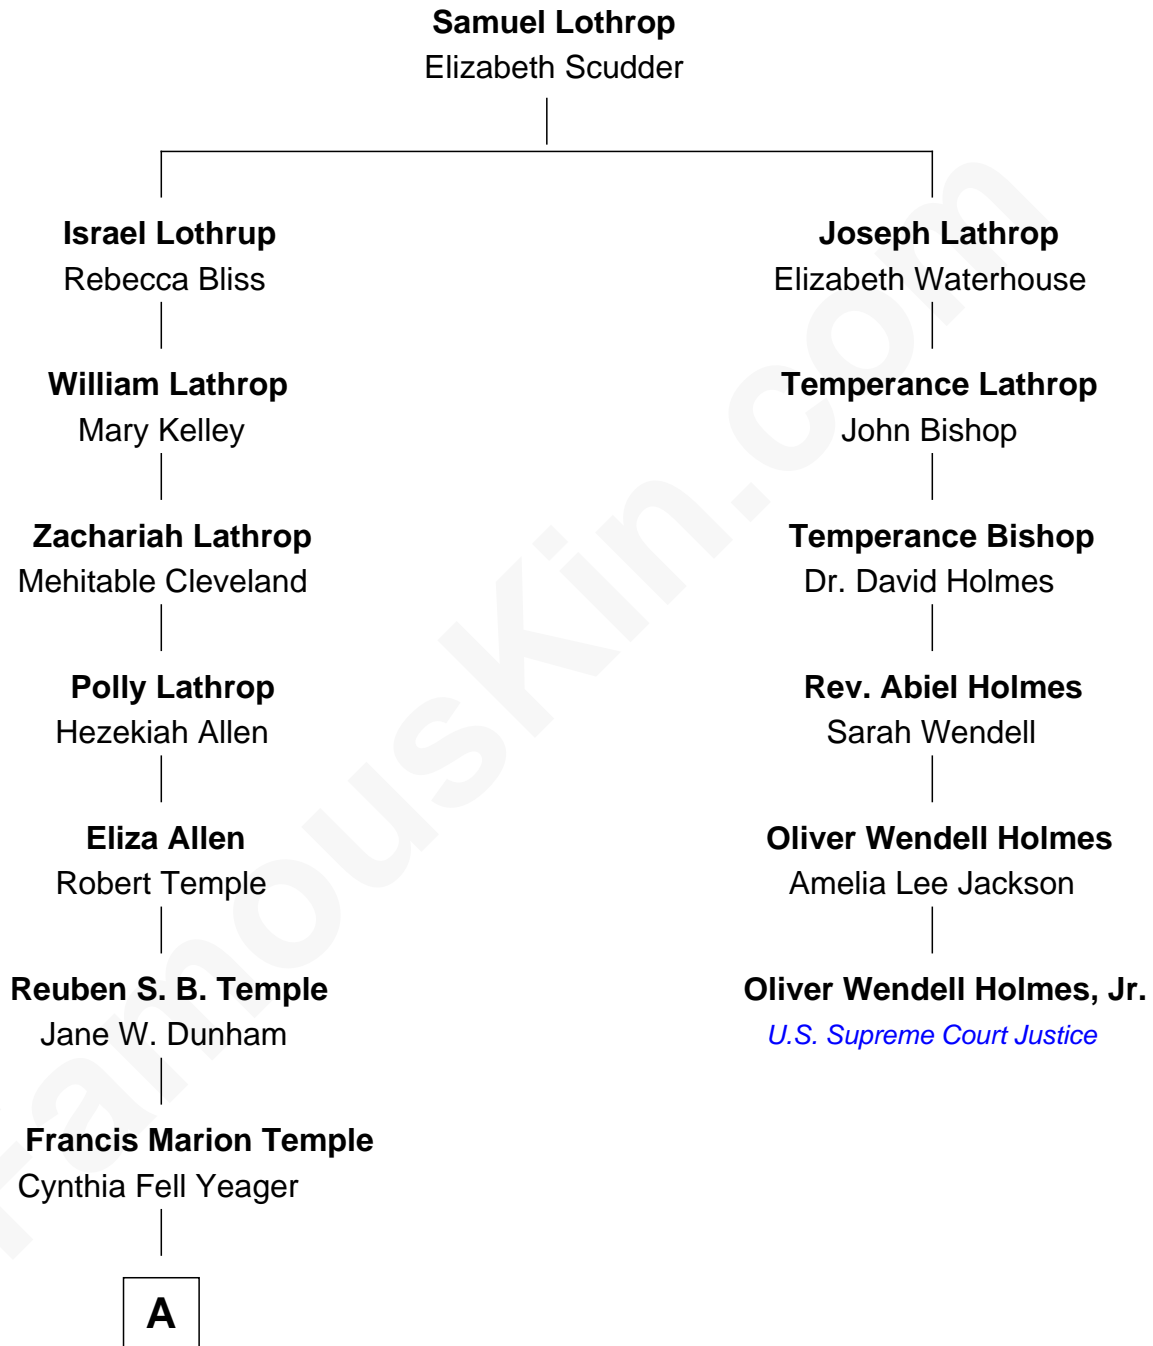 Samuel Lothrop
Elizabeth Scudder
Israel Lothrup
Rebecca Bliss
Joseph Lathrop
Elizabeth Waterhouse
William Lathrop
Mary Kelley
Temperance Lathrop
John Bishop
Zachariah Lathrop
Mehitable Cleveland
Temperance Bishop
Dr. David Holmes
Polly Lathrop
Hezekiah Allen
Rev. Abiel Holmes
Sarah Wendell
Eliza Allen
Robert Temple
Oliver Wendell Holmes
Amelia Lee Jackson
Reuben S. B. Temple
Jane W. Dunham
Oliver Wendell Holmes, Jr.
U.S. Supreme Court Justice
Francis Marion Temple
Cynthia Fell Yeager
A
FamousKin.com